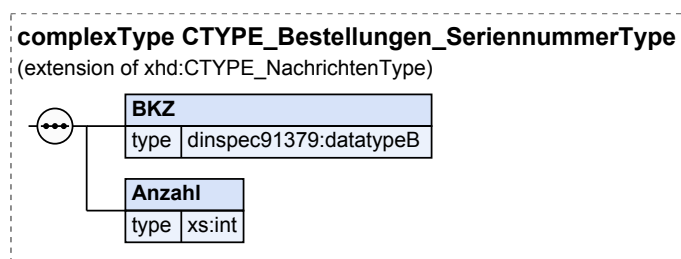 complexType CTYPE_Bestellungen_SeriennummerType
(extension of xhd:CTYPE_NachrichtenType)
BKZ
type dinspec91379:datatypeB
Anzahl
type xs:int